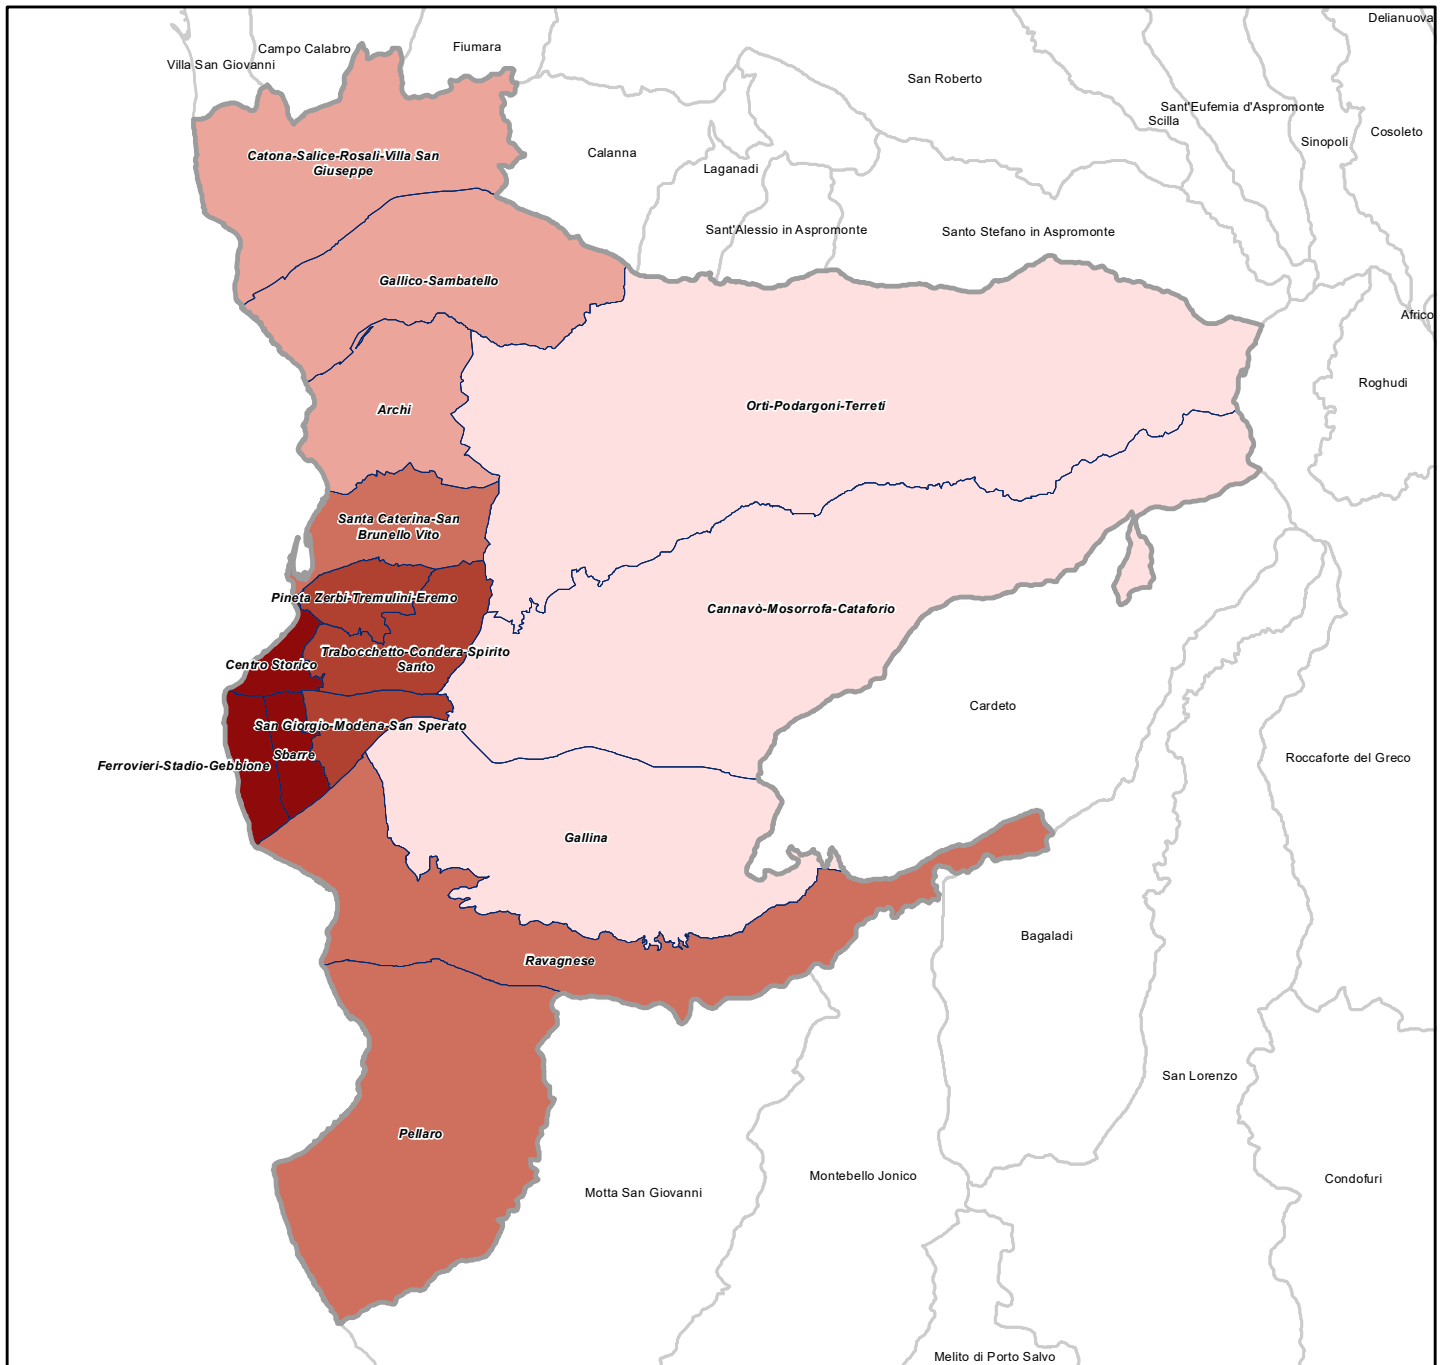 Delianuova
Campo Calabro
Fiumara
Villa San Giovanni
San Roberto
Sant'Eufemia d'Aspromonte
Scilla
Cosoleto
Sinopoli
Calanna
Catona-Salice-Rosali-Villa San
Giuseppe
Laganadi
Sant'Alessio in Aspromonte
Santo Stefano in Aspromonte
Gallico-Sambatello
Africo
Roghudi
Archi
Orti-Podargoni-Terreti
Santa Caterina-San
Brunello Vito
Pineta Zerbi-Tremulini-Eremo
Cannavò-Mosorrofa-Cataforio
Trabocchetto-Condera-Spirito
Santo
Centro Storico
Cardeto
San Giorgio-Modena-San Sperato
Sbarre
Ferrovieri-Stadio-Gebbione
Roccaforte del Greco
Gallina
Bagaladi
Ravagnese
San Lorenzo
Pellaro
Montebello Jonico
Condofuri
Motta San Giovanni
Melito di Porto Salvo